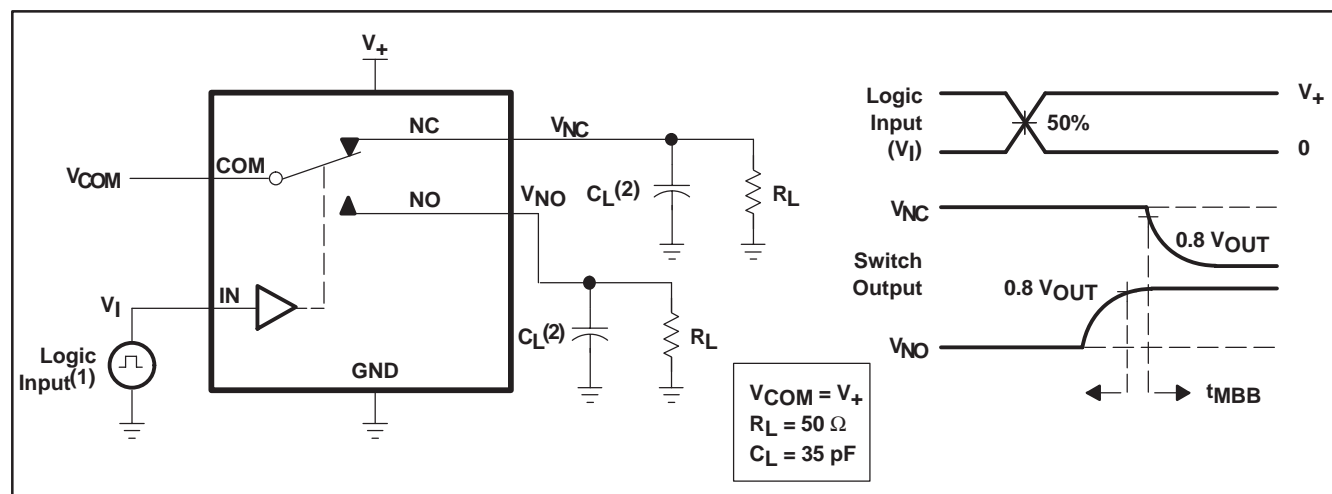 V+
NC
VNC
COM
VCOM
CL(2)
RL
NO
VNO
IN
VI
CL(2)
RL
Logic
Input(1)
GND
VCOM = V+
RL = 50 Ω
CL = 35 pF
Logic
Input
(VI)
50%
V+
0
VNC
0.8 VOUT
Switch
Output
0.8 VOUT
VNO
tMBB